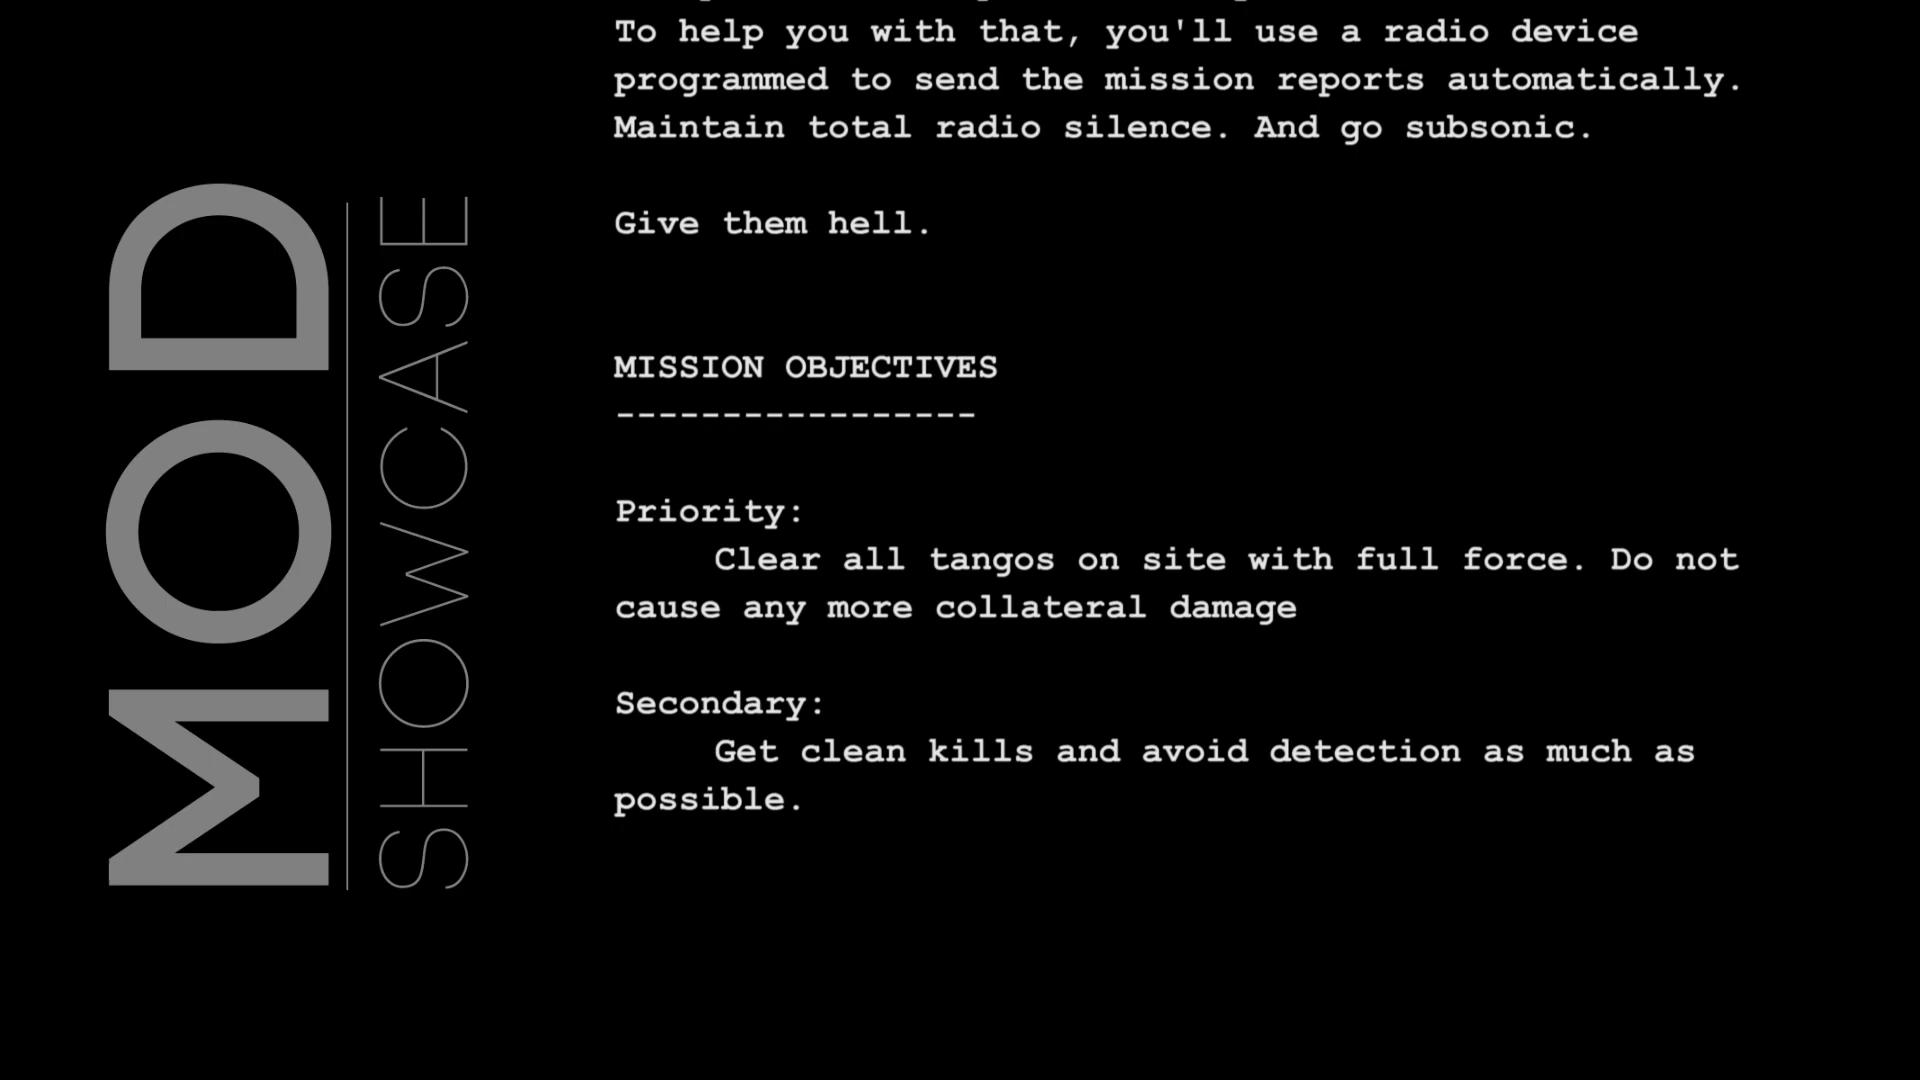 MOD
SHOWCASE
To help you with that, you'll use a radio device
programmed to send the mission reports automatically.
Maintain total radio silence. And go subsonic.
Give them hell.
MISSION OBJECTIVES
-----------------
Priority:
Clear all tangos on site with full force. Do not
cause any more collateral damage
Secondary:
Get clean kills and avoid detection as much as
possible.